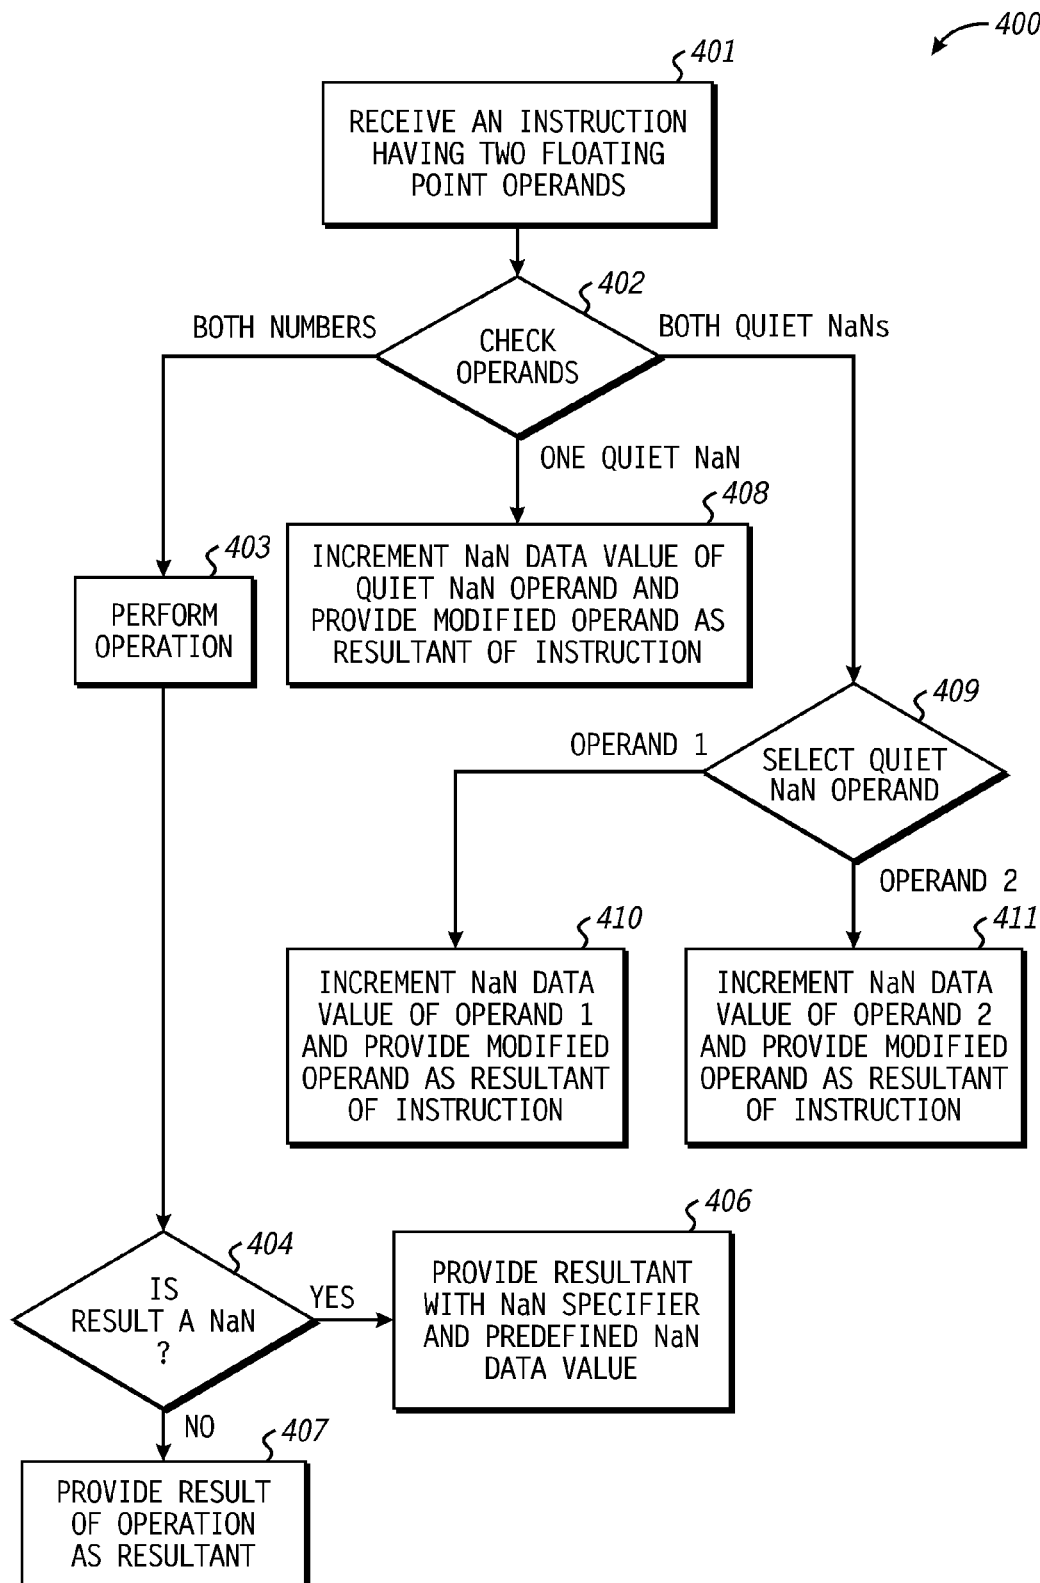 400
401
RECEIVE AN INSTRUCTION
HAVING TWO FLOATING
POINT OPERANDS
402
BOTH NUMBERS
CHECK
OPERANDS
BOTH QUIET NaNs
ONE QUIET NaN
408
INCREMENT NaN DATA VALUE OF
QUIET NaN OPERAND AND
PROVIDE MODIFIED OPERAND AS
RESULTANT OF INSTRUCTION
403
PERFORM
OPERATION
409
SELECT QUIET
NaN OPERAND
OPERAND 1
OPERAND 2
410
INCREMENT NaN DATA
VALUE OF OPERAND 1
AND PROVIDE MODIFIED
OPERAND AS RESULTANT
OF INSTRUCTION
411
INCREMENT NaN DATA
VALUE OF OPERAND 2
AND PROVIDE MODIFIED
OPERAND AS RESULTANT
OF INSTRUCTION
404
IS
RESULT A NaN
?
YES
406
PROVIDE RESULTANT
WITH NaN SPECIFIER
AND PREDEFINED NaN
DATA VALUE
NO
407
PROVIDE RESULT
OF OPERATION
AS RESULTANT